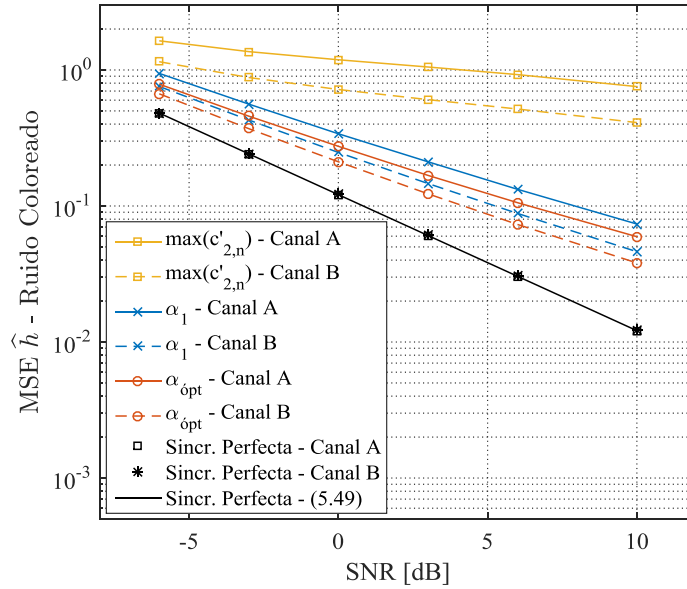 10^0
10^-1
10^-2
10^-3
MSE ĥ - Ruido Coloreado
max(c'2,n) - Canal A
max(c'2,n) - Canal B
α1 - Canal A
α1 - Canal B
αópt - Canal A
αópt - Canal B
Sincr. Perfecta - Canal A
Sincr. Perfecta - Canal B
Sincr. Perfecta - (5.49)
-5 0 5 10
SNR [dB]